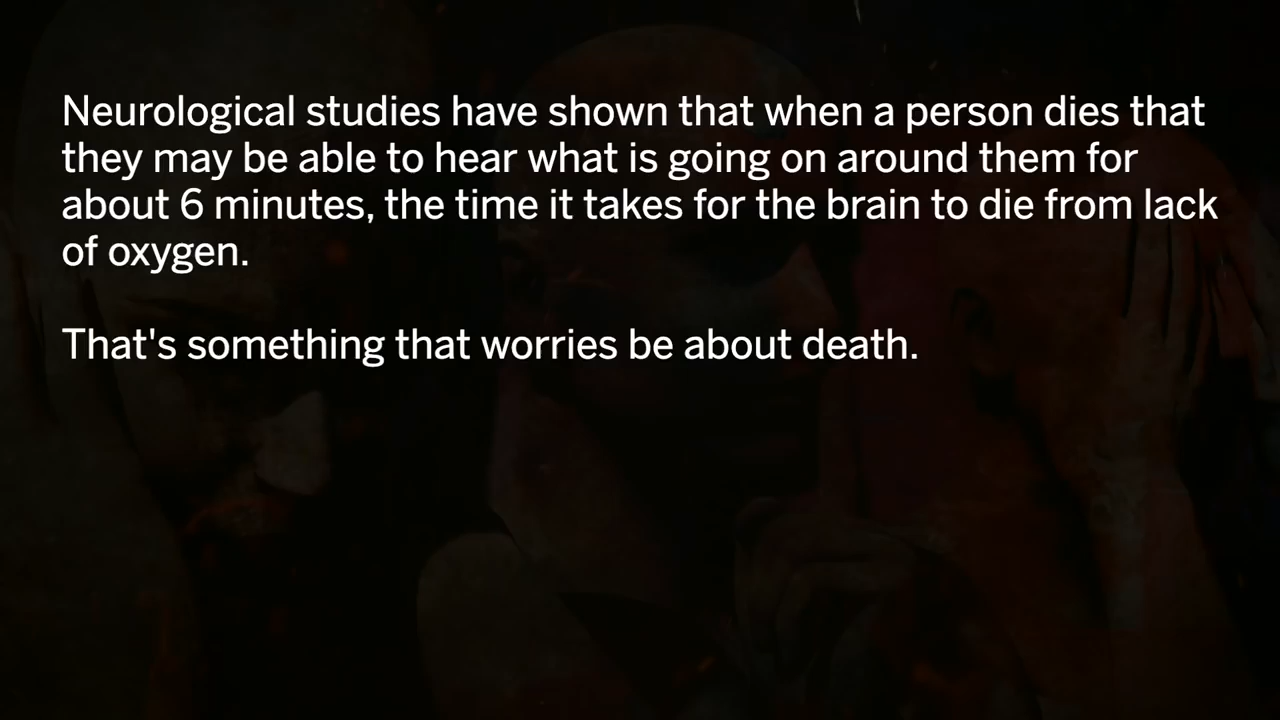 Neurological studies have shown that when a person dies that
they may be able to hear what is going on around them for
about 6 minutes, the time it takes for the brain to die from lack
of oxygen.
That's something that worries be about death.